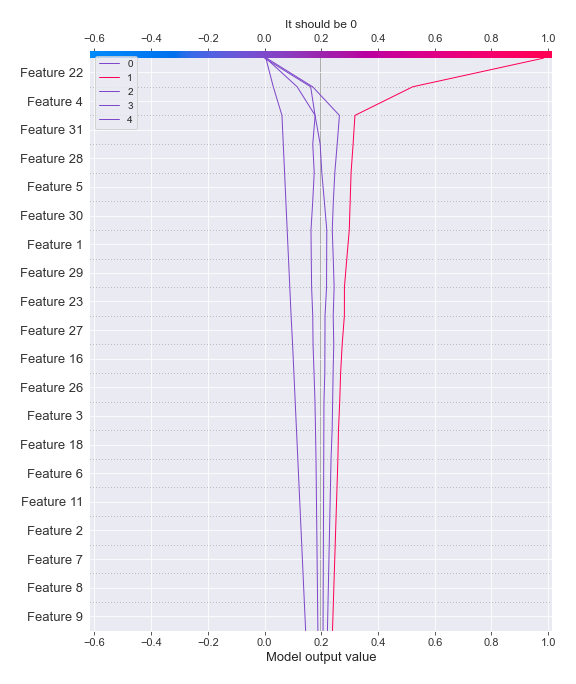 It should be 0
−0.6 −0.4 −0.2 0.0 0.2 0.4 0.6 0.8 1.0
0
1
2
3
4
Feature 22
Feature 4
Feature 31
Feature 28
Feature 5
Feature 30
Feature 1
Feature 29
Feature 23
Feature 27
Feature 16
Feature 26
Feature 3
Feature 18
Feature 6
Feature 11
Feature 2
Feature 7
Feature 8
Feature 9
−0.6 −0.4 −0.2 0.0 0.2 0.4 0.6 0.8 1.0
Model output value